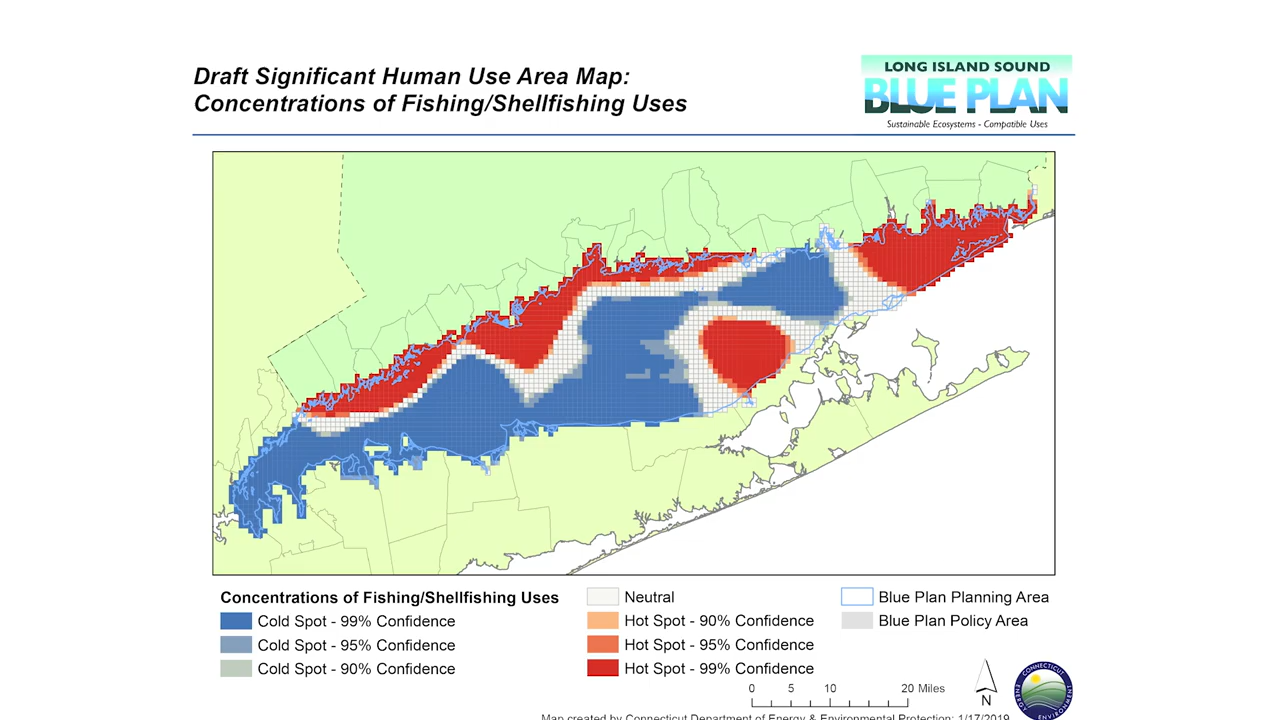 Draft Significant Human Use Area Map:
Concentrations of Fishing/Shellfishing Uses
LONG ISLAND SOUND
BLUE PLAN
Sustainable Ecosystems - Compatible Uses
Concentrations of Fishing/Shellfishing Uses
Cold Spot - 99% Confidence
Cold Spot - 95% Confidence
Cold Spot - 90% Confidence
Neutral
Hot Spot - 90% Confidence
Hot Spot - 95% Confidence
Hot Spot - 99% Confidence
Blue Plan Planning Area
Blue Plan Policy Area
0 5 10 20 Miles
N
CONNECTICUT
ENERGY
ENVIRONMENT
Map created by Connecticut Department of Energy & Environmental Protection: 1/17/2019